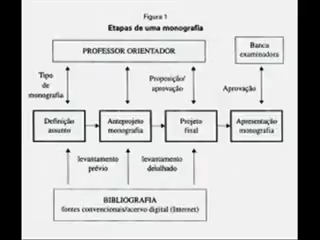 Figura 1
Etapas de uma monografia
PROFESSOR ORIENTADOR
Banca
examinadora
Tipo
de
monografia
Proposição/
aprovação
Aprovação
Definição
assunto
Anteprojeto
monografia
Projeto
final
Apresentação
monografia
levantamento
prévio
levantamento
detalhado
BIBLIOGRAFIA
fontes convencionais/acervo digital (Internet)